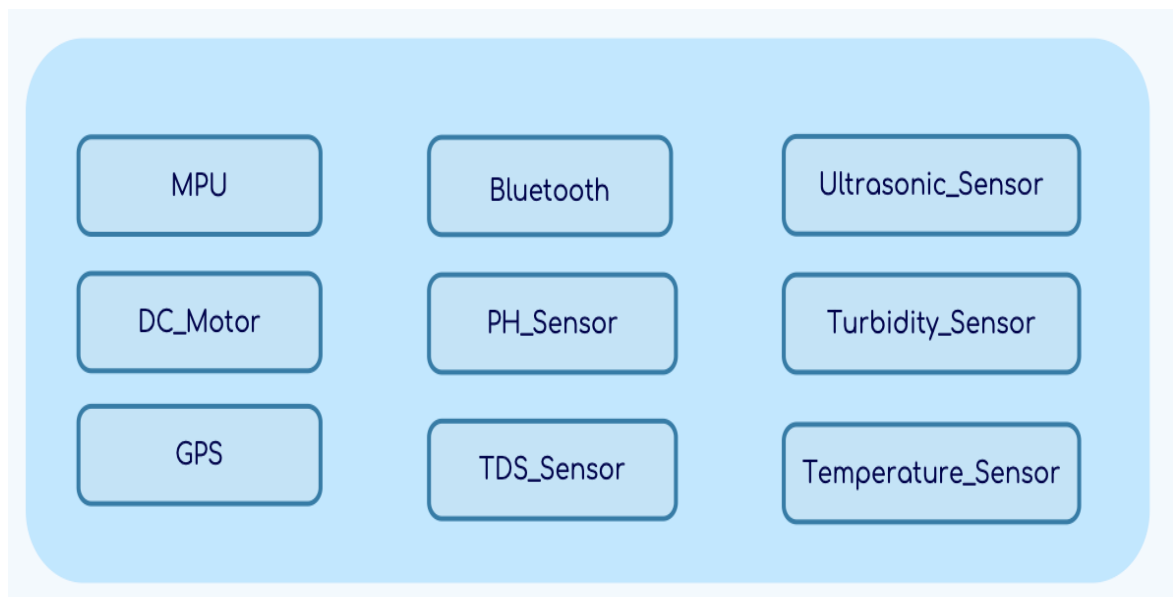 MPU
Bluetooth
Ultrasonic_Sensor
DC_Motor
PH_Sensor
Turbidity_Sensor
GPS
TDS_Sensor
Temperature_Sensor